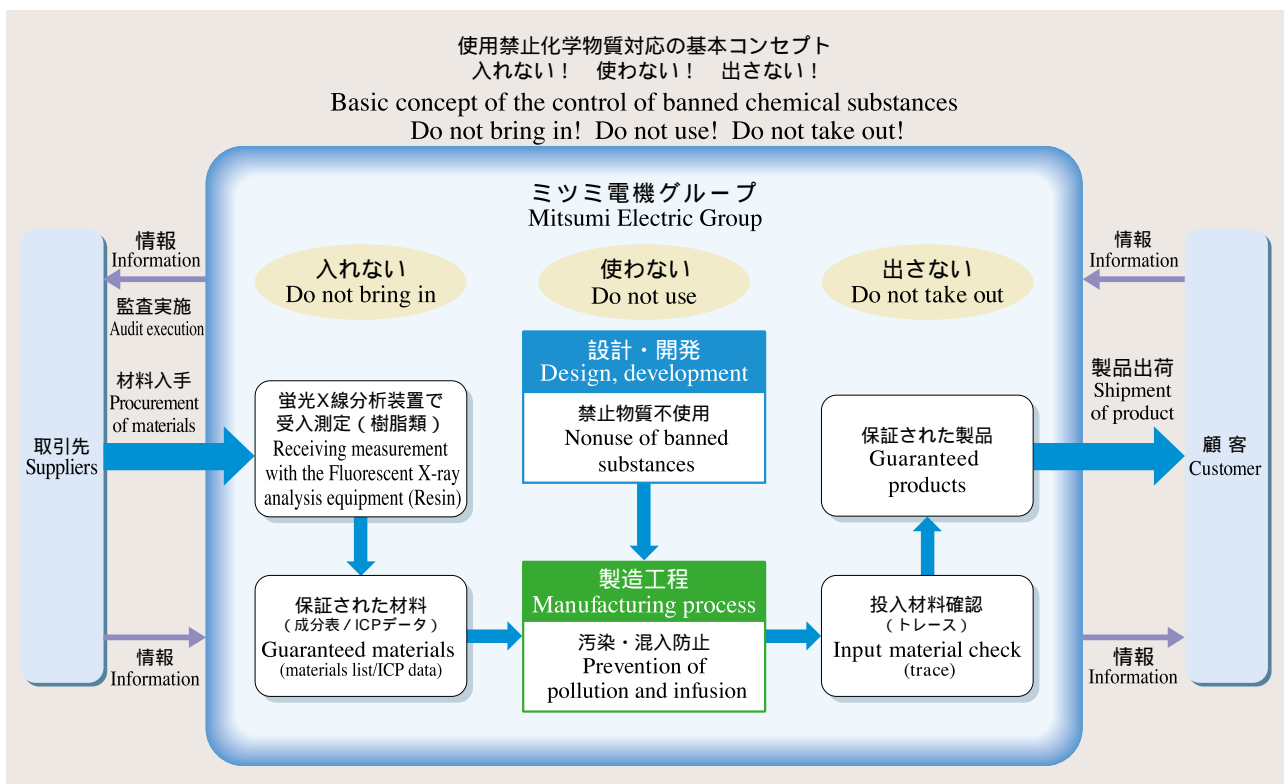 使用禁止化学物質対応の基本コンセプト
入れない！　使わない！　出さない！
Basic concept of the control of banned chemical substances
Do not bring in! Do not use! Do not take out!
ミツミ電機グループ
Mitsumi Electric Group
取引先
Suppliers
情報
Information
監査実施
Audit execution
材料入手
Procurement
of materials
情報
Information
入れない
Do not bring in
蛍光X線分析装置で
受入測定（樹脂類）
Receiving measurement
with the Fluorescent X-ray
analysis equipment (Resin)
保証された材料
（成分表／ICPデータ）
Guaranteed materials
(materials list/ICP data)
使わない
Do not use
設計・開発
Design, development
禁止物質不使用
Nonuse of banned
substances
製造工程
Manufacturing process
汚染・混入防止
Prevention of
pollution and infusion
出さない
Do not take out
保証された製品
Guaranteed
products
投入材料確認
（トレース）
Input material check
(trace)
情報
Information
製品出荷
Shipment
of product
情報
Information
顧 客
Customer